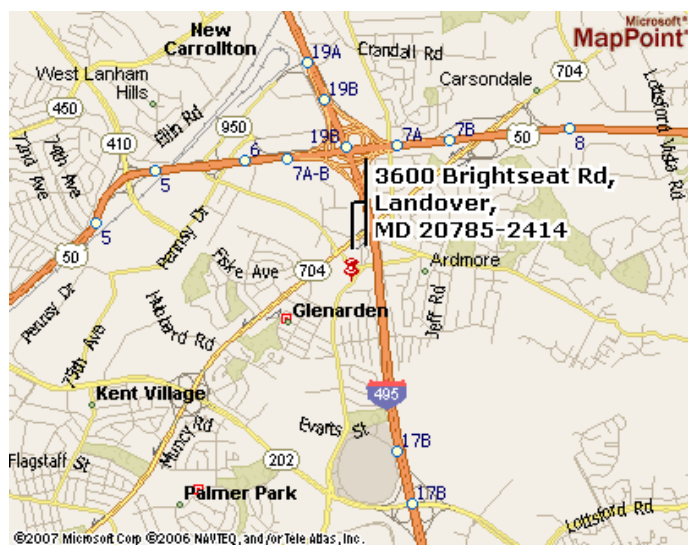 Microsoft®
MapPoint®
New
Carrollton
19A
Crandall Rd
West Lanham
Hills
19B
Carsondale
704
450
Ellin Rd
950
410
72nd Ave
74th Ave
19B
7A
7B
50
8
Lottsford Vista Rd
6
7A-B
5
3600 Brightseat Rd,
Landover,
MD 20785-2414
5
50
Pennsy Dr
Fiske Ave
704
Ardmore
Pennsy Dr
Hubbard Rd
Glenarden
Jeff Rd
75th Ave
Kent Village
495
Evarts St
17B
Muncy Rd
Flagstaff St
202
17B
Palmer Park
Lottsford Rd
©2007 Microsoft Corp ©2006 NAVTEQ, and/or Tele Atlas, Inc.